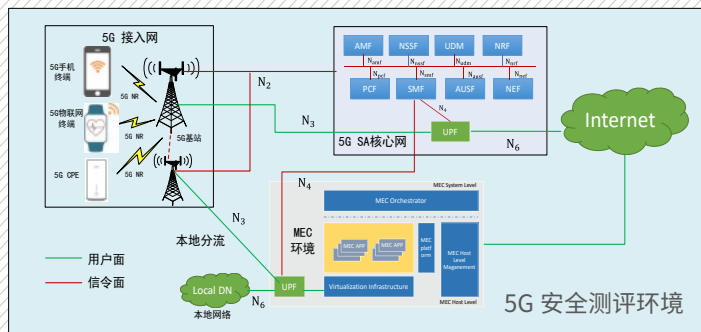 5G 接入网
5G手机
终端
5G NR
5G物联网
终端
5G NR
5G基站
5G CPE
5G NR
N2
N3
AMF
NSSF
UDM
NRF
Namf
Nnssf
Nudm
Nnrf
Npcf
Nsmf
Nausf
Nnef
PCF
SMF
AUSF
NEF
N4
UPF
5G SA核心网
N6
Internet
N4
N3
本地分流
MEC
环境
MEC System Level
MEC Orchestrator
MEC APP
MEC APP
MEC
platf
orm
MEC Host
Level
Maganement
Virtualization Infrastructure
MEC Host Level
UPF
N6
Local DN
本地网络
用户面
信令面
5G 安全测评环境